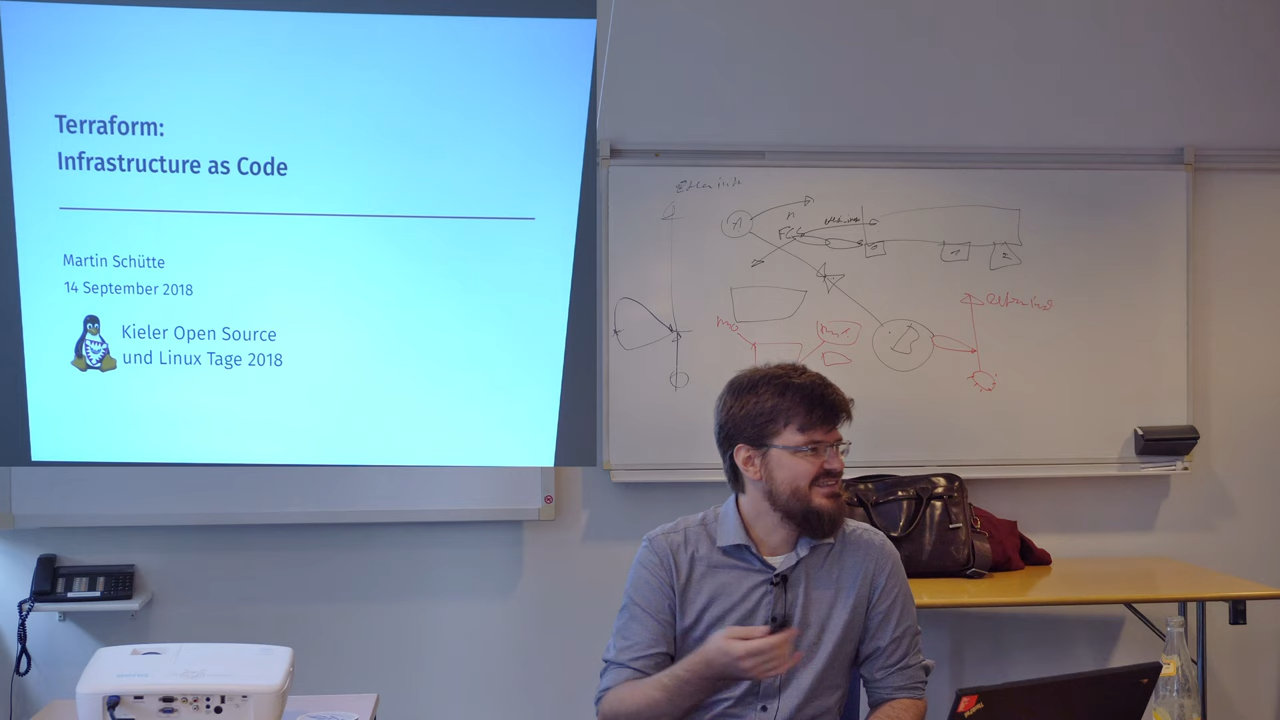 Terraform:
Infrastructure as Code
Martin Schütte
14 September 2018
Kieler Open Source
und Linux Tage 2018
A
n
B